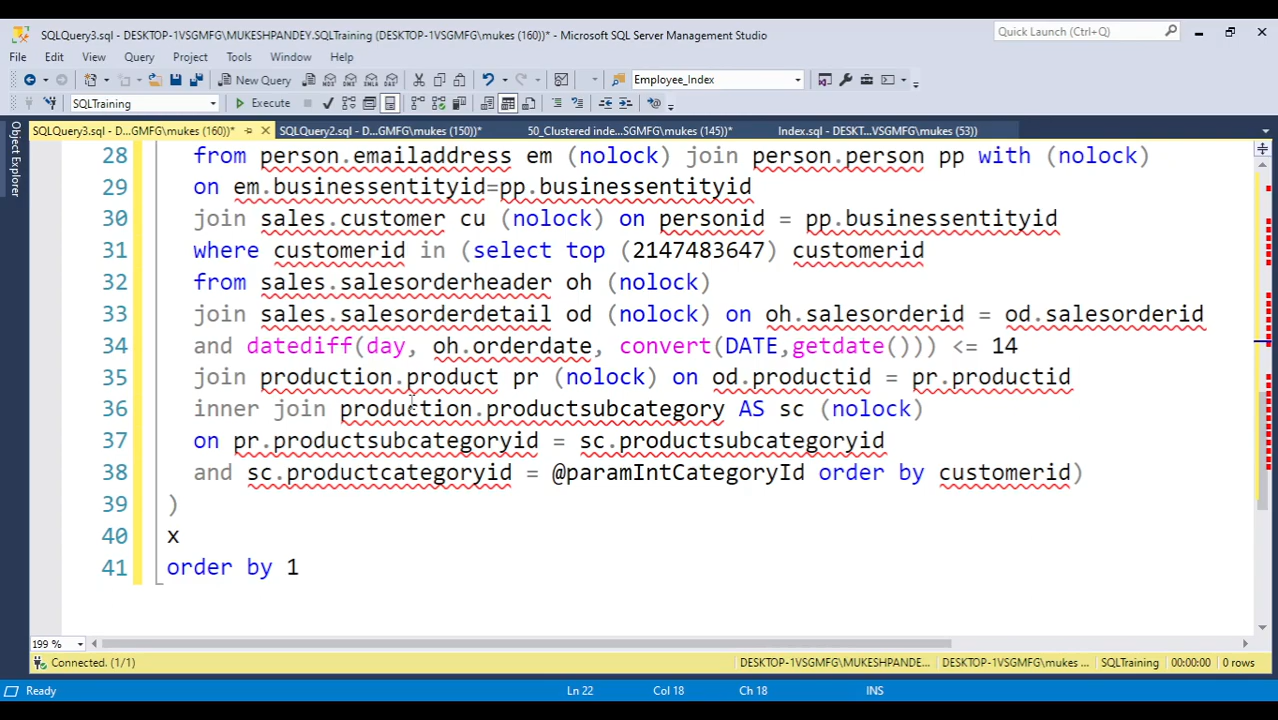 SQLQuery3.sql - DESKTOP-1VSGMFG\MUKESHPANDEY.SQLTraining (DESKTOP-1VSGMFG\mukes (160))* - Microsoft SQL Server Management Studio
Quick Launch (Ctrl+Q)
File Edit View Query Project Tools Window Help
New Query
Employee_Index
SQLTraining
Execute
SQLQuery3.sql - D...GMFG\mukes (160))* SQLQuery2.sql - D...GMFG\mukes (150))* 50_Clustered inde...SGMFG\mukes (145))* Index.sql - DESKT...VSGMFG\mukes (53))
Object Explorer
28 from person.emailaddress em (nolock) join person.person pp with (nolock)
29 on em.businessentityid=pp.businessentityid
30 join sales.customer cu (nolock) on personid = pp.businessentityid
31 where customerid in (select top (2147483647) customerid
32 from sales.salesorderheader oh (nolock)
33 join sales.salesorderdetail od (nolock) on oh.salesorderid = od.salesorderid
34 and datediff(day, oh.orderdate, convert(DATE,getdate())) <= 14
35 join production.product pr (nolock) on od.productid = pr.productid
36 inner join production.productsubcategory AS sc (nolock)
37 on pr.productsubcategoryid = sc.productsubcategoryid
38 and sc.productcategoryid = @paramIntCategoryId order by customerid)
39 )
40 x
41 order by 1
199 %
Connected. (1/1) DESKTOP-1VSGMFG\MUKESHPANDE... DESKTOP-1VSGMFG\mukes ... SQLTraining 00:00:00 0 rows
Ready Ln 22 Col 18 Ch 18 INS